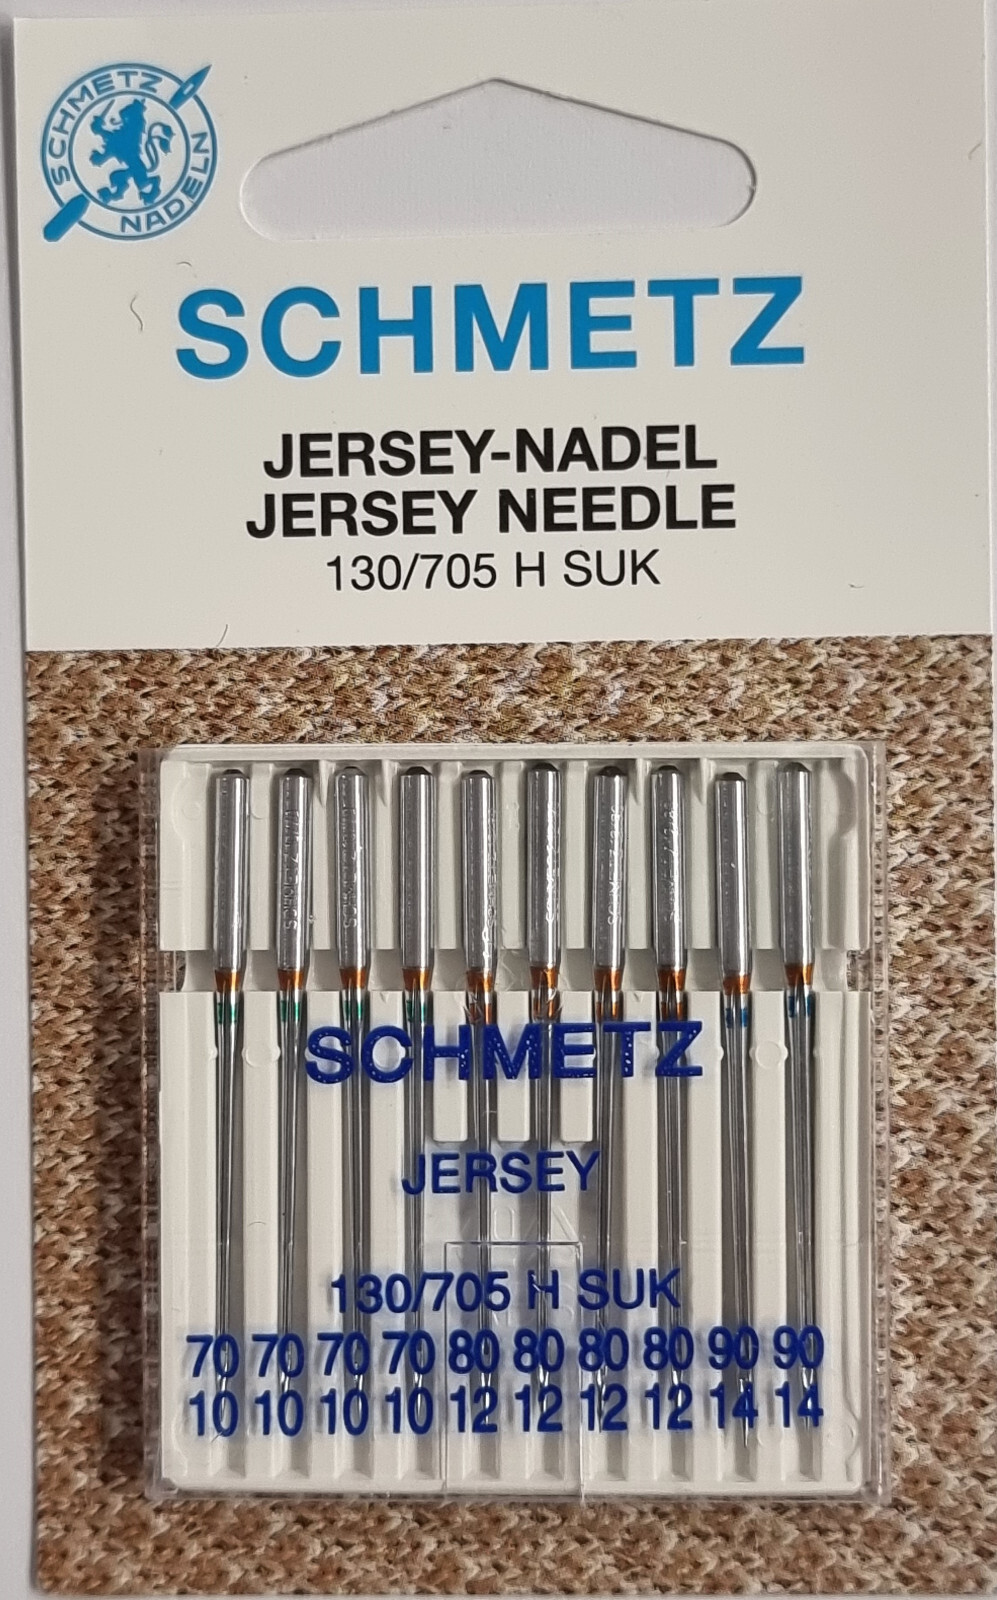 SCHMETZ
NADELN
SCHMETZ
JERSEY-NADEL
JERSEY NEEDLE
130/705 H SUK
SCHMETZ
JERSEY
130/705 H SUK
70 70 70 70 80 80 80 80 90 90
10 10 10 10 12 12 12 12 14 14